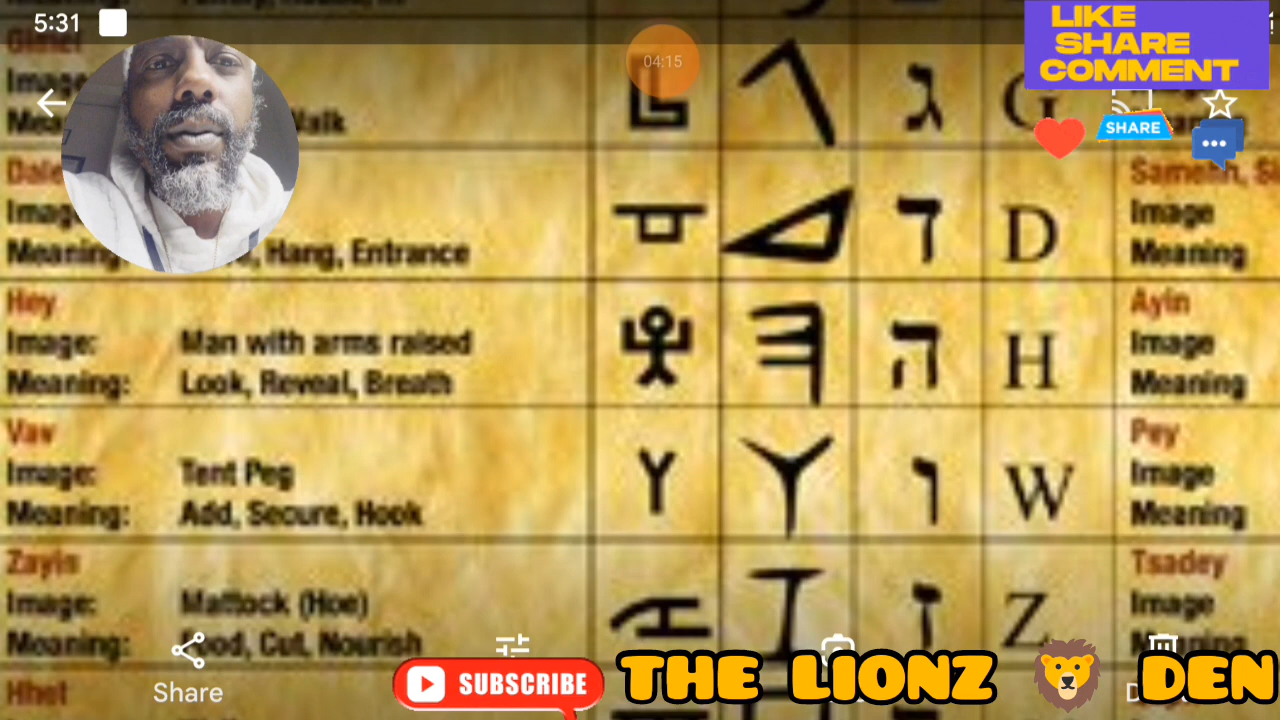 5:31
LIKE
SHARE
COMMENT
04:15
Walk
ג
SHARE
Image
Meaning
Hang, Entrance
𐤃 ד D
Hey
Image: Man with arms raised
Meaning: Look, Reveal, Breath
𐤄 ה H
Ayin
Image
Meaning
Vav
Image: Tent Peg
Meaning: Add, Secure, Hook
𐤅 ו W
Pey
Image
Meaning
Zayin
Image: Mattock (Hoe)
Meaning: Food, Cut, Nourish
𐤆 ז Z
Tsadey
Image
Share
SUBSCRIBE
THE LIONZ DEN
Hhet